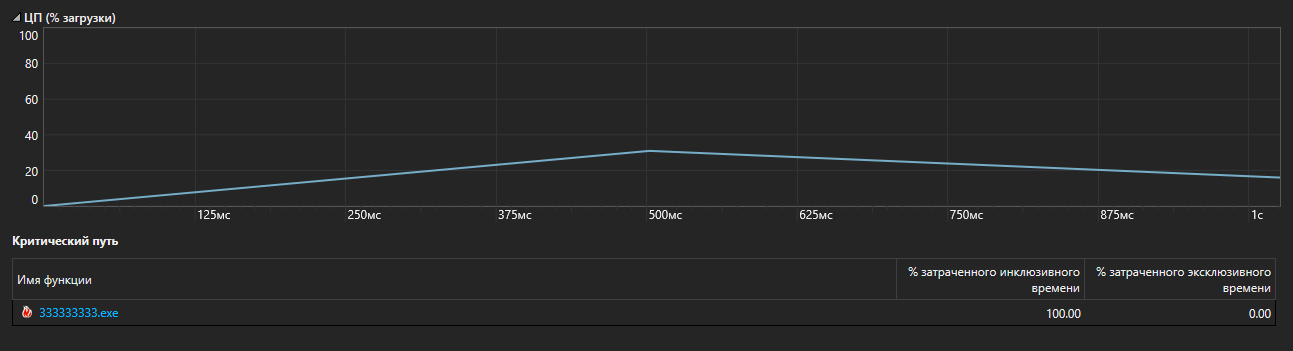 ЦП (% загрузки)
100
80
60
40
20
0
125мс 250мс 375мс 500мс 625мс 750мс 875мс 1с
Критический путь
Имя функции
% затраченного инклюзивного
времени
% затраченного эксклюзивного
времени
333333333.exe 100.00 0.00